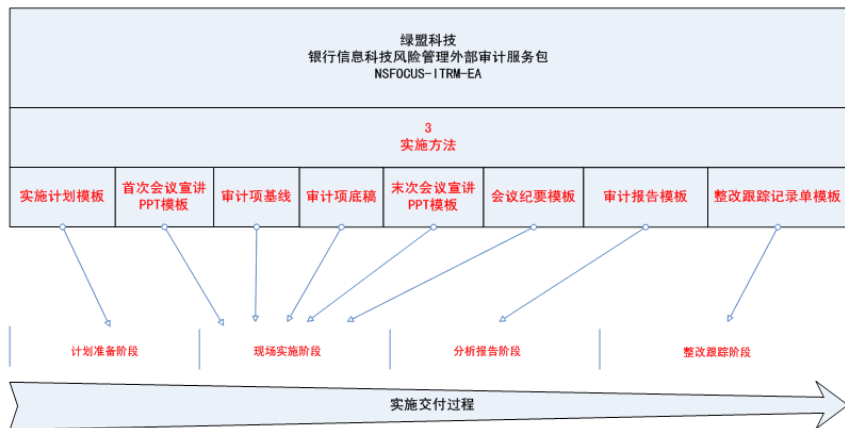 绿盟科技
银行信息科技风险管理外部审计服务包
NSFOCUS-ITRM-EA
3
实施方法
实施计划模板
首次会议宣讲
PPT模板
审计项基线
审计项底稿
末次会议宣讲
PPT模板
会议纪要模板
审计报告模板
整改跟踪记录单模板
计划准备阶段
现场实施阶段
分析报告阶段
整改跟踪阶段
实施交付过程